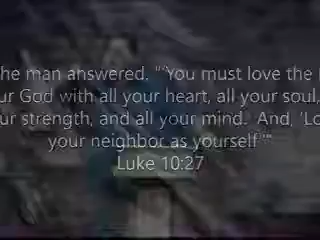 he man answered. "'You must love the
ur God with all your heart, all your soul,
ur strength, and all your mind. And, 'Lo
your neighbor as yourself'"
Luke 10:27